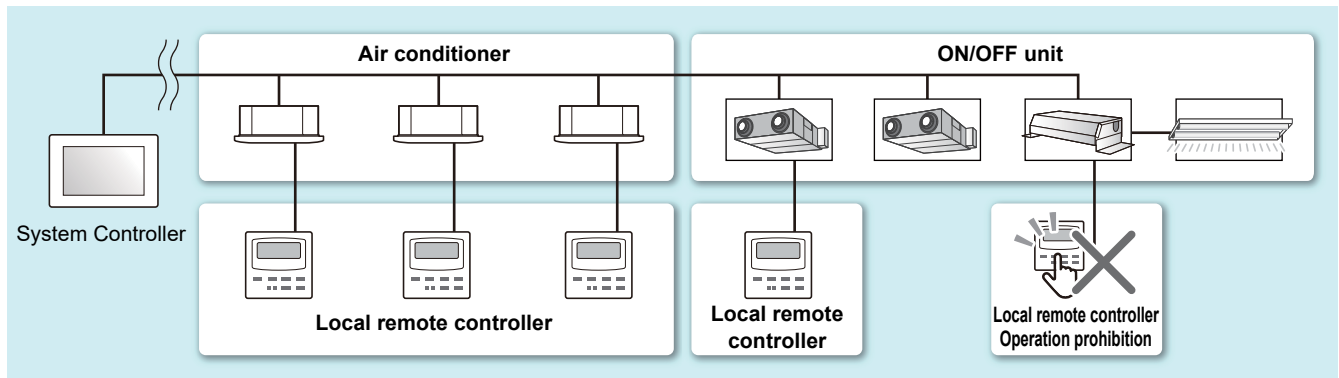 Air conditioner
ON/OFF unit
System Controller
Local remote controller
Local remote
controller
Local remote controller
Operation prohibition